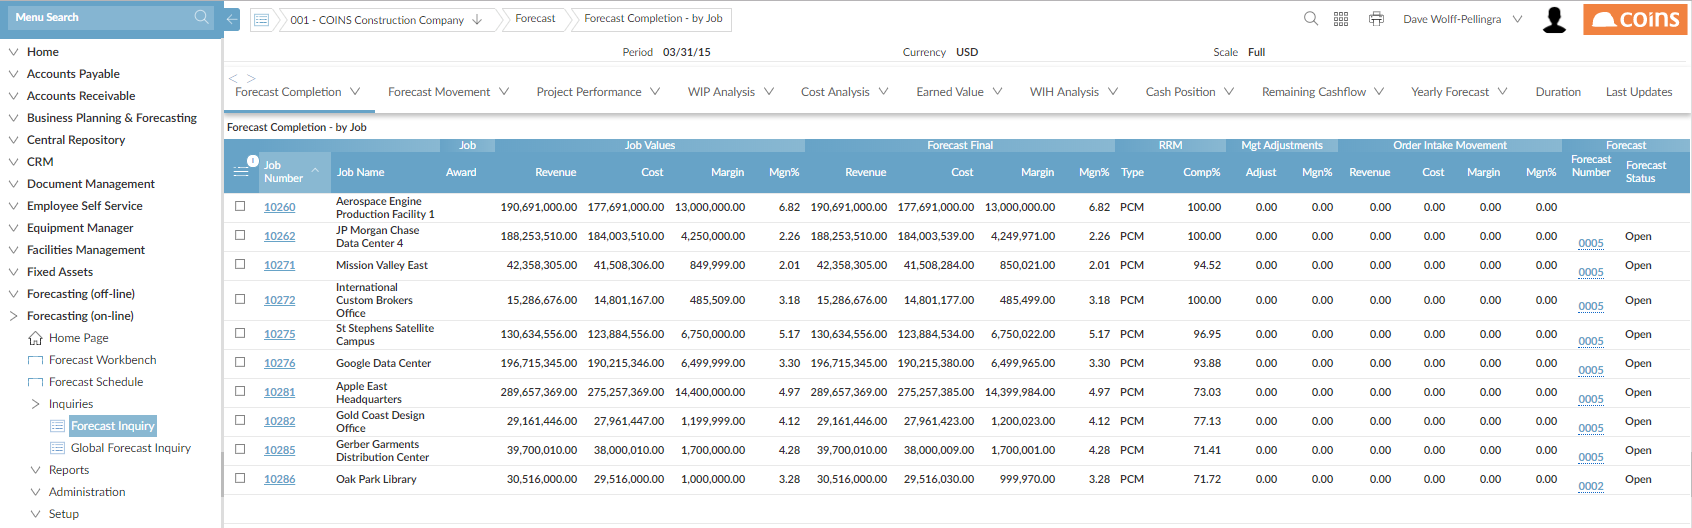 Menu Search
001 - COINS Construction Company
Forecast
Forecast Completion - by Job
Dave Wolff-Pellingra
coins
Period 03/31/15
Currency USD
Scale Full
Home
Accounts Payable
Accounts Receivable
Business Planning & Forecasting
Central Repository
CRM
Document Management
Employee Self Service
Equipment Manager
Facilities Management
Fixed Assets
Forecasting (off-line)
Forecasting (on-line)
Home Page
Forecast Workbench
Forecast Schedule
Inquiries
Forecast Inquiry
Global Forecast Inquiry
Reports
Administration
Setup
< >
Forecast Completion Forecast Movement Project Performance WIP Analysis Cost Analysis Earned Value WIH Analysis Cash Position Remaining Cashflow Yearly Forecast Duration Last Updates
Forecast Completion - by Job
Job Job Values Forecast Final RRM Mgt Adjustments Order Intake Movement Forecast
1
Job Number Job Name Award Revenue Cost Margin Mgn% Revenue Cost Margin Mgn% Type Comp% Adjust Mgn% Revenue Cost Margin Mgn% Forecast Number Forecast Status
10260 Aerospace Engine Production Facility 1 190,691,000.00 177,691,000.00 13,000,000.00 6.82 190,691,000.00 177,691,000.00 13,000,000.00 6.82 PCM 100.00 0.00 0.00 0.00 0.00 0.00 0.00
10262 JP Morgan Chase Data Center 4 188,253,510.00 184,003,510.00 4,250,000.00 2.26 188,253,510.00 184,003,539.00 4,249,971.00 2.26 PCM 100.00 0.00 0.00 0.00 0.00 0.00 0.00 0005 Open
10271 Mission Valley East 42,358,305.00 41,508,306.00 849,999.00 2.01 42,358,305.00 41,508,284.00 850,021.00 2.01 PCM 94.52 0.00 0.00 0.00 0.00 0.00 0.00 0005 Open
10272 International Custom Brokers Office 15,286,676.00 14,801,167.00 485,509.00 3.18 15,286,676.00 14,801,177.00 485,499.00 3.18 PCM 100.00 0.00 0.00 0.00 0.00 0.00 0.00 0005 Open
10275 St Stephens Satellite Campus 130,634,556.00 123,884,556.00 6,750,000.00 5.17 130,634,556.00 123,884,534.00 6,750,022.00 5.17 PCM 96.95 0.00 0.00 0.00 0.00 0.00 0.00 0005 Open
10276 Google Data Center 196,715,345.00 190,215,346.00 6,499,999.00 3.30 196,715,345.00 190,215,380.00 6,499,965.00 3.30 PCM 93.88 0.00 0.00 0.00 0.00 0.00 0.00 0005 Open
10281 Apple East Headquarters 289,657,369.00 275,257,369.00 14,400,000.00 4.97 289,657,369.00 275,257,385.00 14,399,984.00 4.97 PCM 73.03 0.00 0.00 0.00 0.00 0.00 0.00 0005 Open
10282 Gold Coast Design Office 29,161,446.00 27,961,447.00 1,199,999.00 4.12 29,161,446.00 27,961,423.00 1,200,023.00 4.12 PCM 77.13 0.00 0.00 0.00 0.00 0.00 0.00 0005 Open
10285 Gerber Garments Distribution Center 39,700,010.00 38,000,010.00 1,700,000.00 4.28 39,700,010.00 38,000,009.00 1,700,001.00 4.28 PCM 71.41 0.00 0.00 0.00 0.00 0.00 0.00 0005 Open
10286 Oak Park Library 30,516,000.00 29,516,000.00 1,000,000.00 3.28 30,516,000.00 29,516,030.00 999,970.00 3.28 PCM 71.72 0.00 0.00 0.00 0.00 0.00 0.00 0002 Open